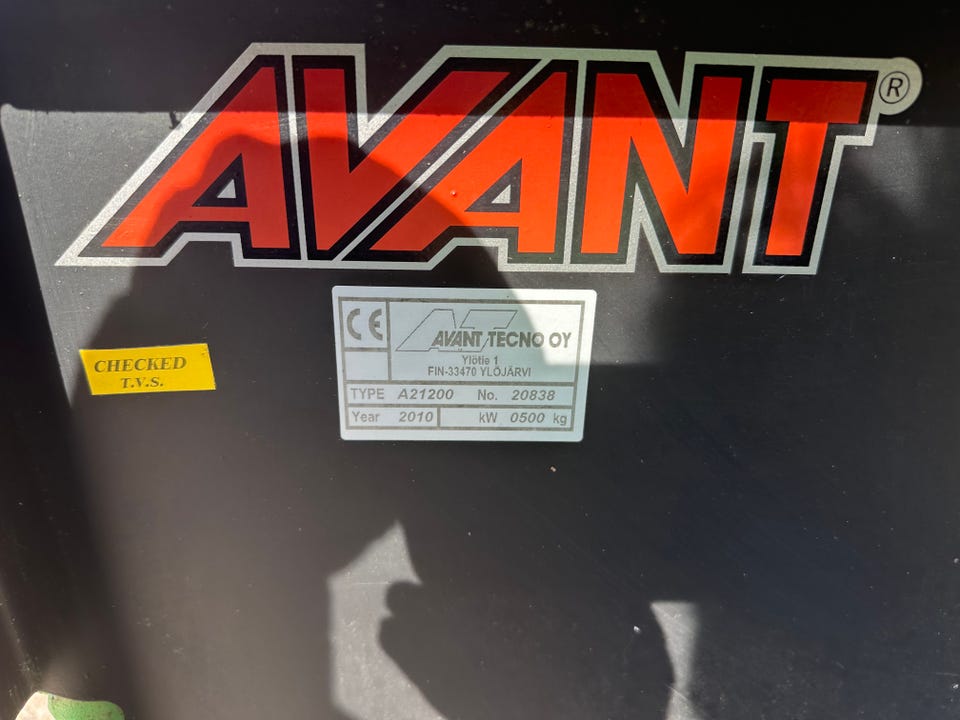 AVANT®
CE
AT
AVANT TECNO OY
Ylötie 1
FIN-33470 YLÖJÄRVI
TYPE A21200 No. 20838
Year 2010 kW 0500 kg
CHECKED
T.V.S.